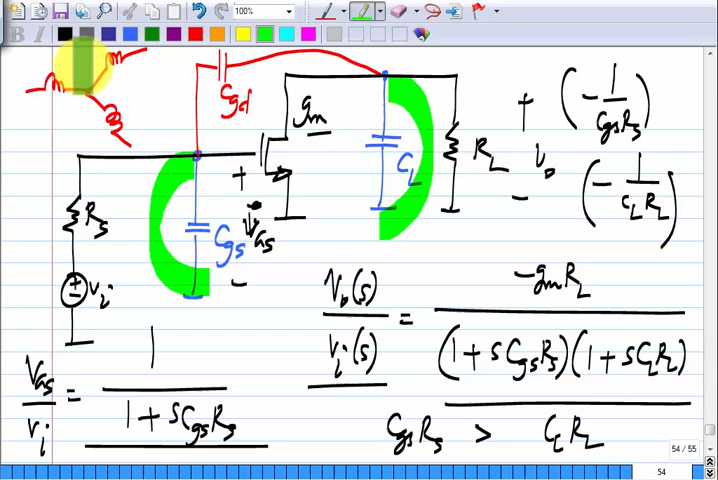 100%
B I
Cgd
gm
+ (-1/CgsRs)
CL
RL
vo
+
-
(-1/CLRL)
Rs
Cgs
+
vgs
-
vi
Vo(s)/vi(s) = -gmRL/(1+sCgsRs)(1+sCLRL)
Vgs/vi = 1/1+sCgsRs
CgsRs > CLRL
54 / 55
54